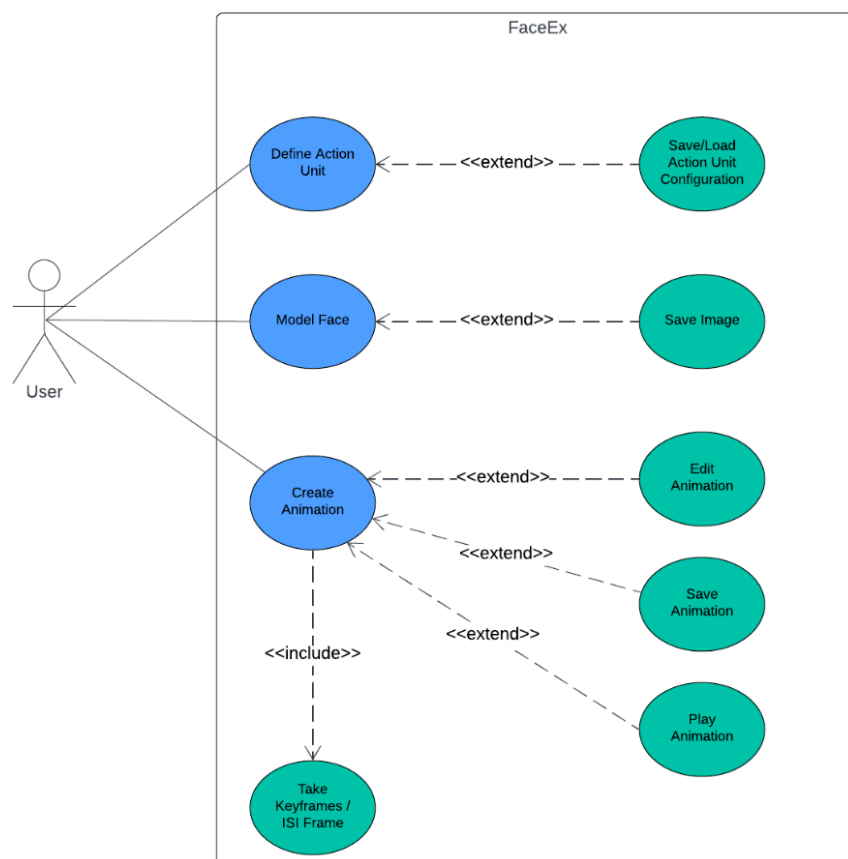 FaceEx
Define Action
Unit
<<extend>>
Save/Load
Action Unit
Configuration
Model Face
<<extend>>
Save Image
User
Create
Animation
<<extend>>
Edit
Animation
<<extend>>
Save
Animation
<<extend>>
Play
Animation
<<include>>
Take
Keyframes /
ISI Frame